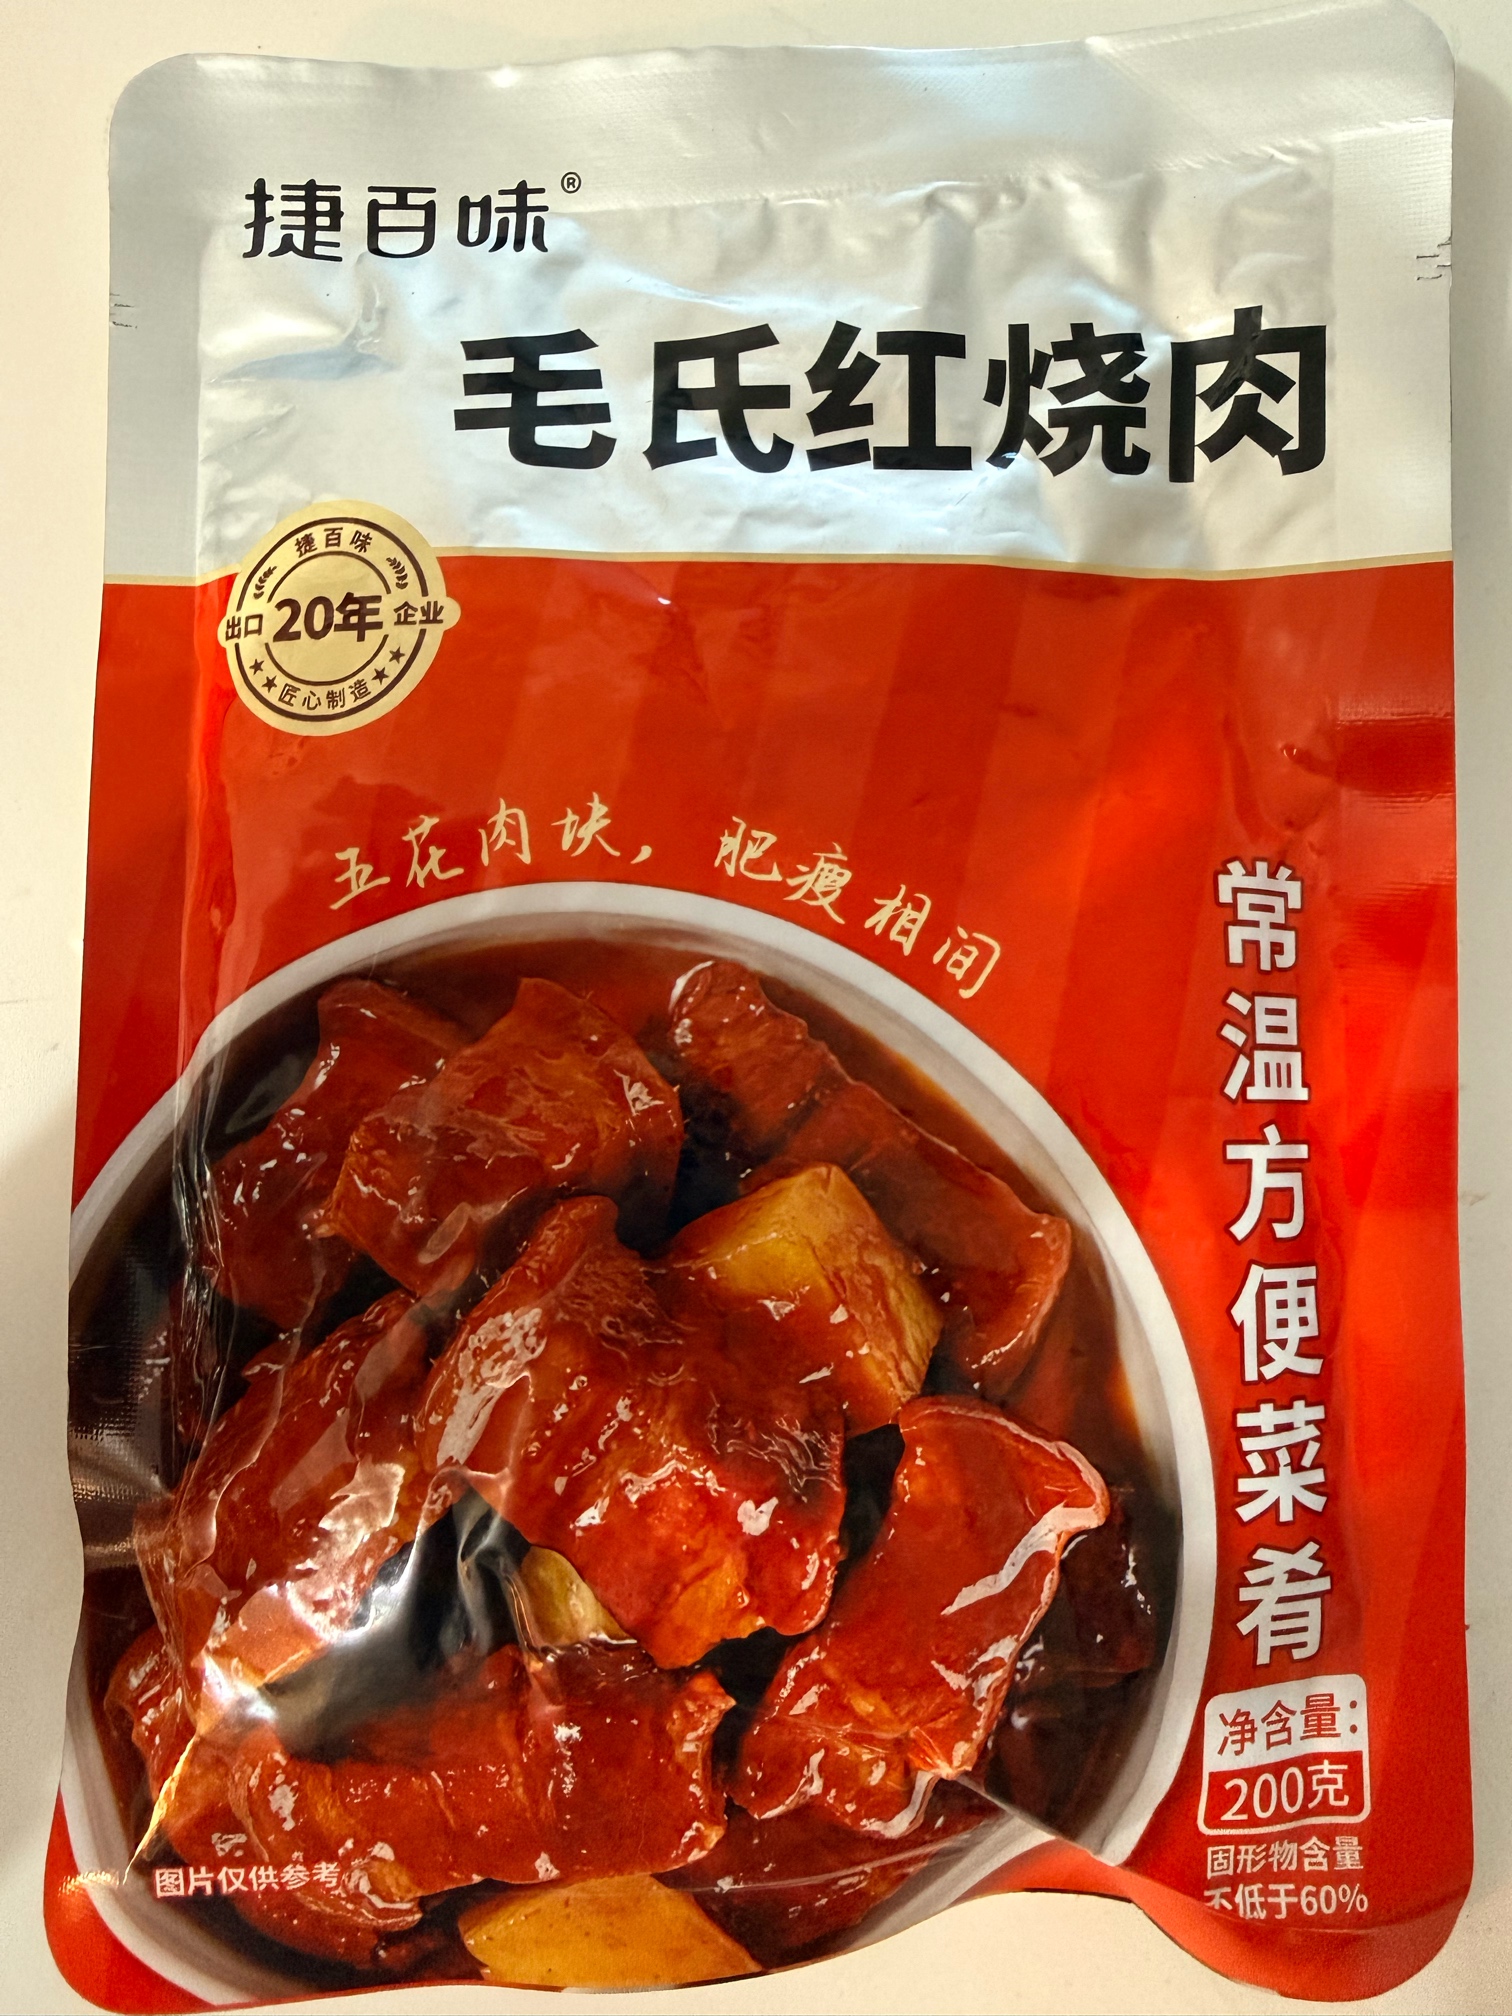 捷百味®
毛氏红烧肉
捷百味
出口 20年 企业
匠心制造
五花肉块，肥瘦相间
常温方便菜肴
净含量：
200克
固形物含量
不低于60%
图片仅供参考